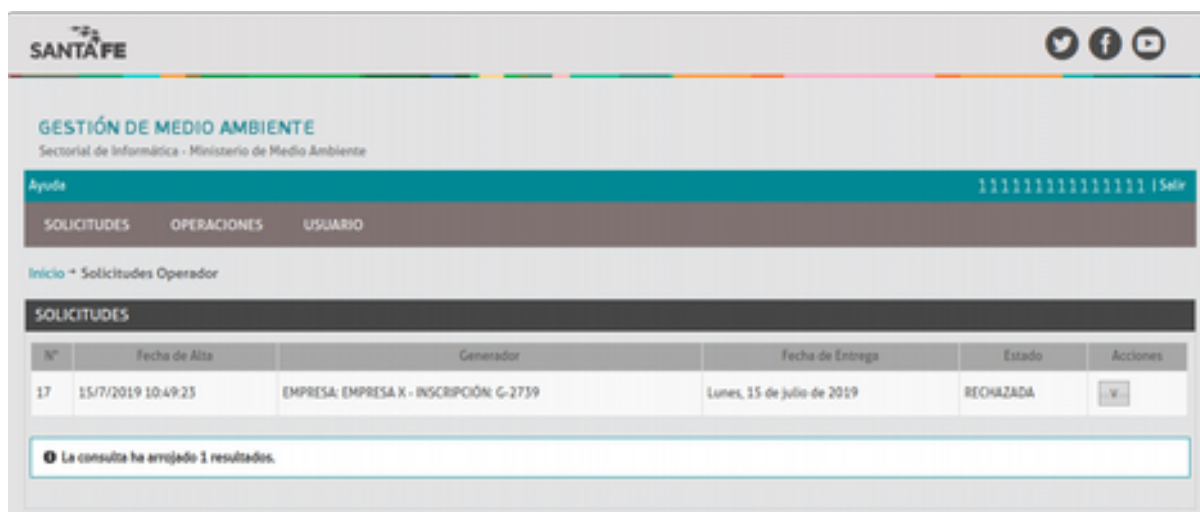 SANTA FE
GESTIÓN DE MEDIO AMBIENTE
Sectorial de Informática - Ministerio de Medio Ambiente
Ayuda 1111111111111111 | Salir
SOLICITUDES OPERACIONES USUARIO
Inicio → Solicitudes Operador
SOLICITUDES
N° Fecha de Alta Generador Fecha de Entrega Estado Acciones
17 15/7/2019 10:49:23 EMPRESA: EMPRESA X - INSCRIPCIÓN: G-2739 Lunes, 15 de julio de 2019 RECHAZADA V
La consulta ha arrojado 1 resultados.